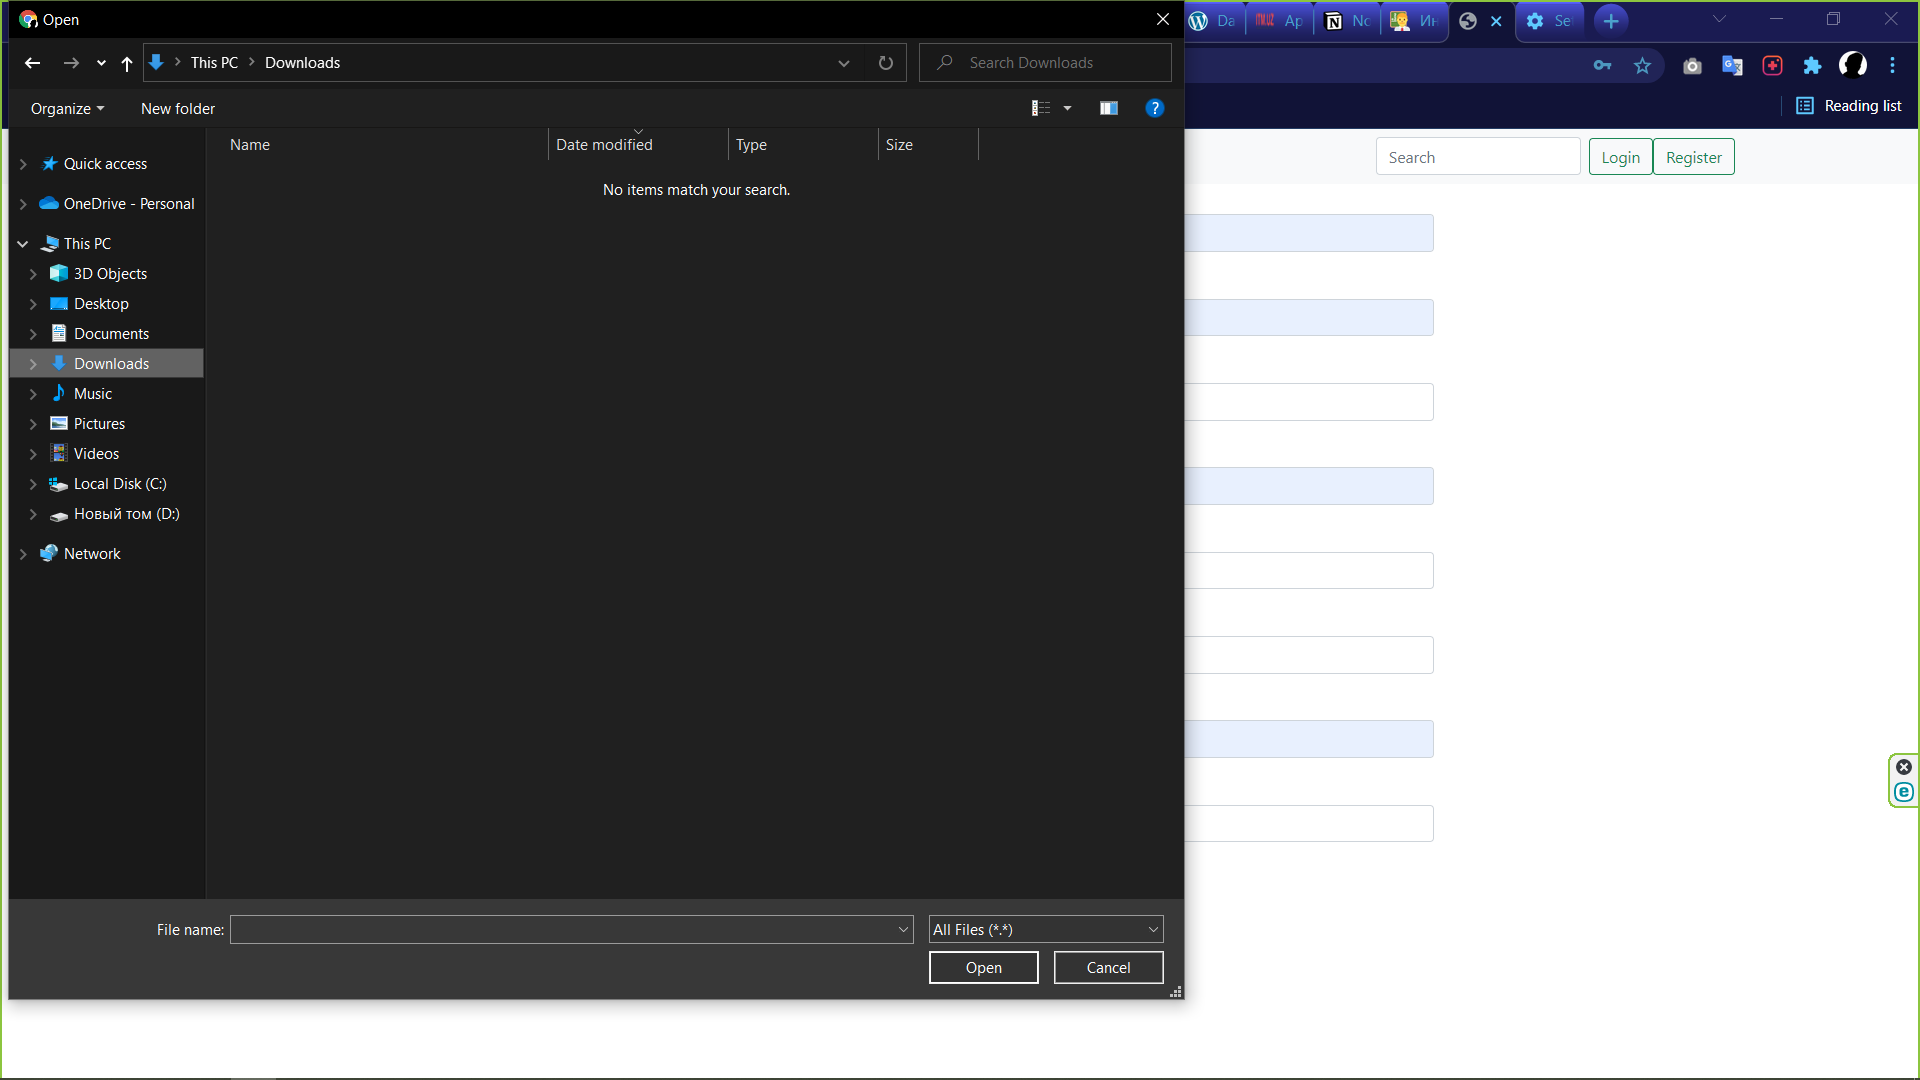 Open
Da
Ap
No
Ин
Se
This PC
Downloads
Search Downloads
Organize
New folder
Reading list
Name
Date modified
Type
Size
Search
Login
Register
Quick access
No items match your search.
OneDrive - Personal
This PC
3D Objects
Desktop
Documents
Downloads
Music
Pictures
Videos
Local Disk (C:)
Новый том (D:)
Network
File name:
All Files (*.*)
Open
Cancel